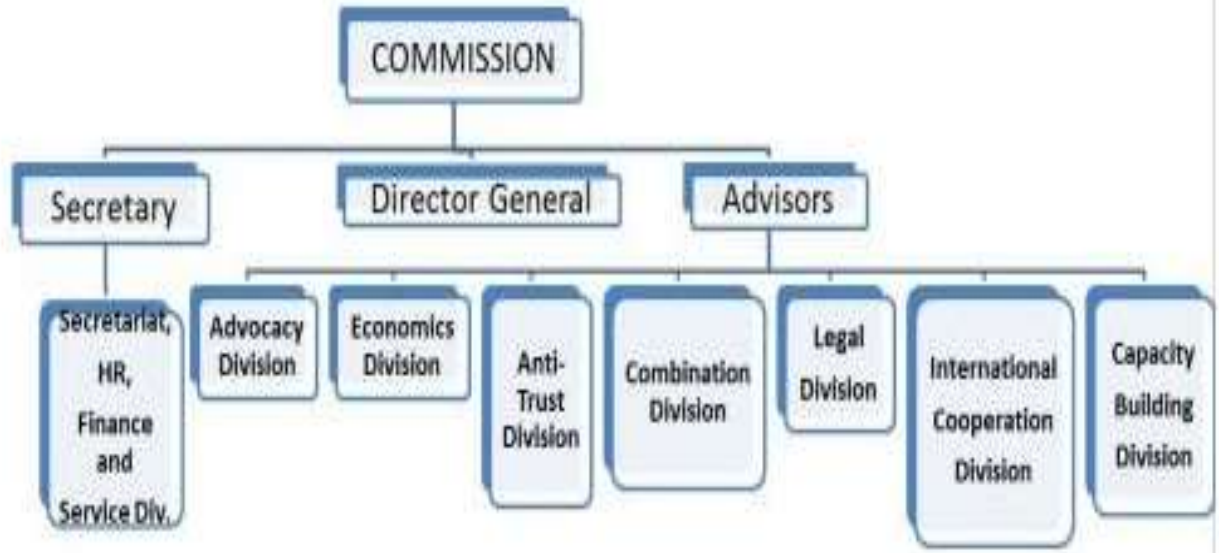 COMMISSION
Secretary
Director General
Advisors
Secretariat,
HR,
Finance
and
Service Div.
Advocacy
Division
Economics
Division
Anti-
Trust
Division
Combination
Division
Legal
Division
International
Cooperation
Division
Capacity
Building
Division